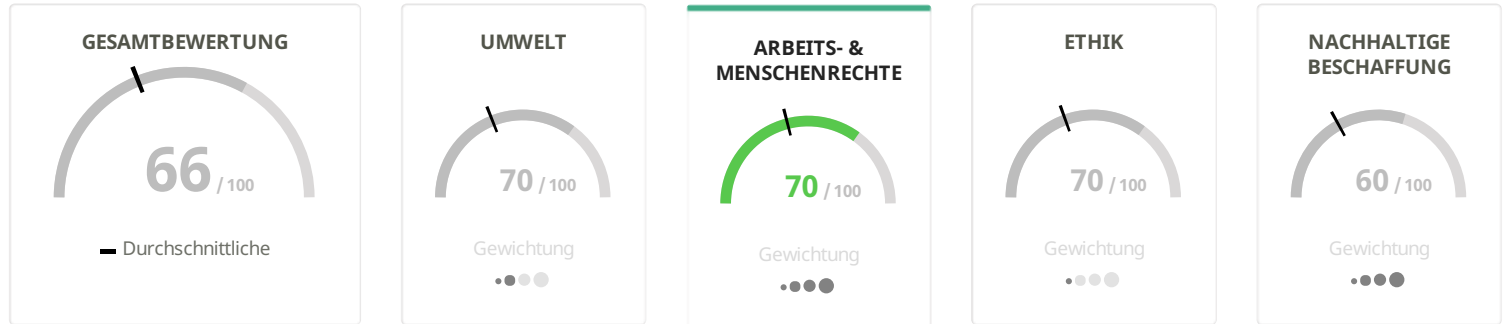 GESAMTBEWERTUNG
66 / 100
Durchschnittliche
UMWELT
70 / 100
Gewichtung
ARBEITS- &
MENSCHENRECHTE
70 / 100
Gewichtung
ETHIK
70 / 100
Gewichtung
NACHHALTIGE
BESCHAFFUNG
60 / 100
Gewichtung